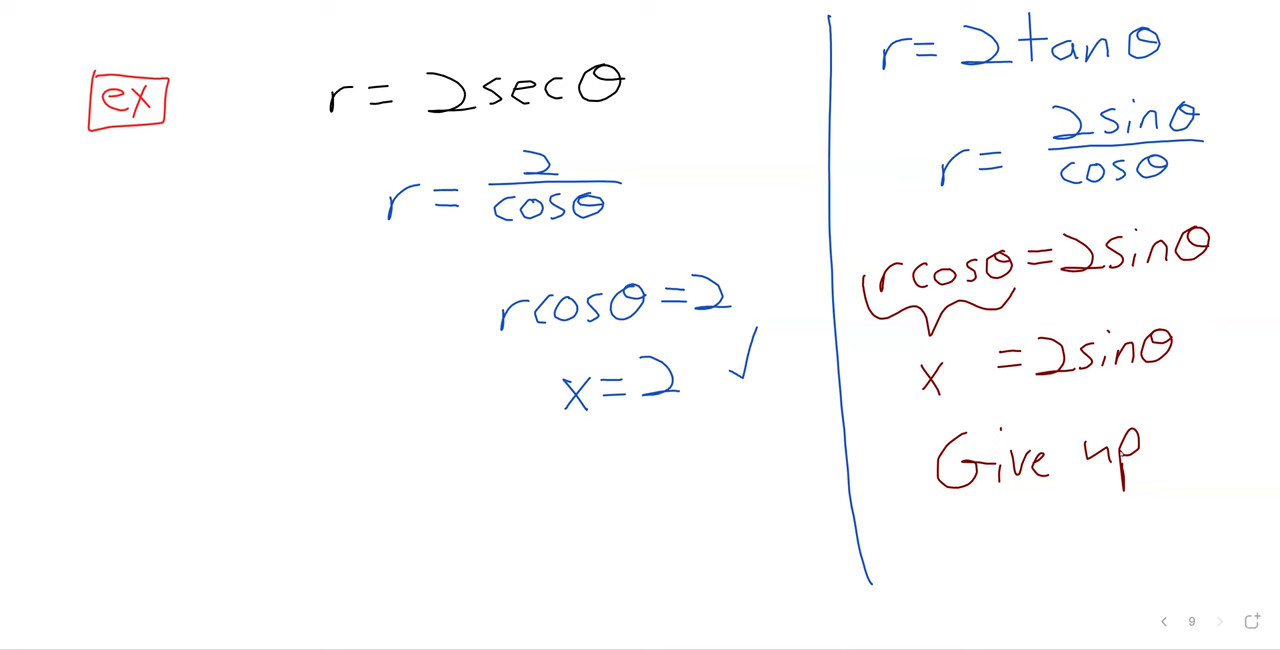 ex
r = 2secθ
r = 2/cosθ
rcosθ = 2
x = 2 ✓
r = 2tanθ
r = 2sinθ/cosθ
rcosθ = 2sinθ
x = 2sinθ
Give up
9